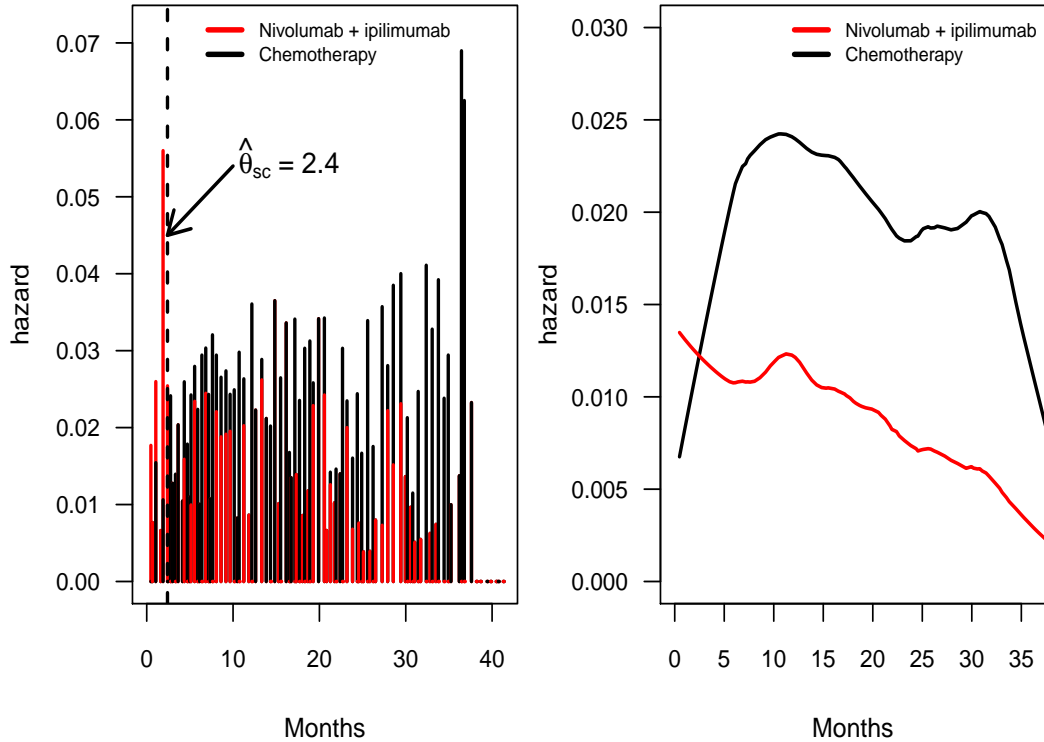 Nivolumab + ipilimumab
Chemotherapy
θ̂sc = 2.4
hazard
0.07
0.06
0.05
0.04
0.03
0.02
0.01
0.00
0 10 20 30 40
Months
Nivolumab + ipilimumab
Chemotherapy
hazard
0.030
0.025
0.020
0.015
0.010
0.005
0.000
0 5 10 15 20 25 30 35
Months